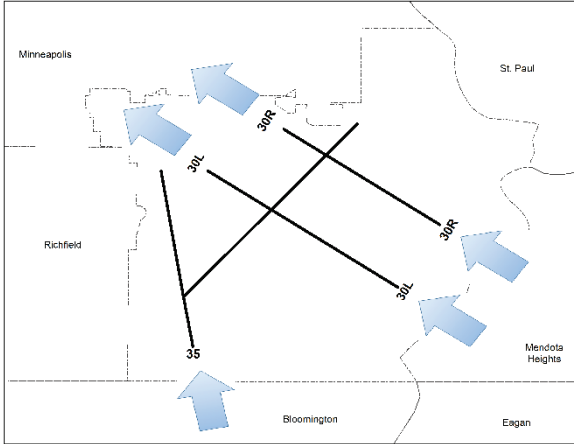 Minneapolis
St. Paul
30R
30L
Richfield
30R
30L
35
Mendota
Heights
Bloomington
Eagan